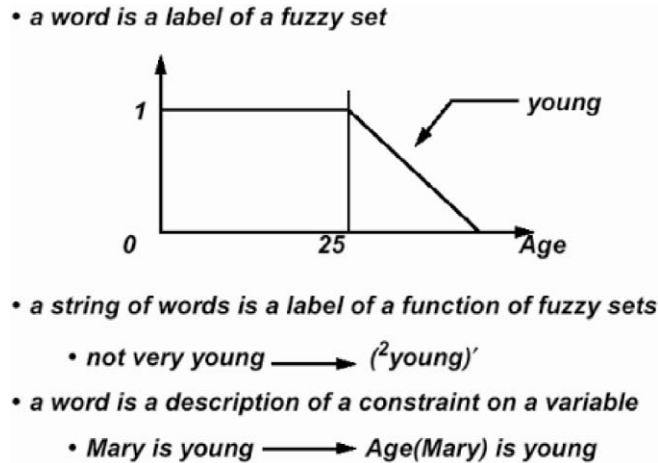 • a word is a label of a fuzzy set
1
young
0
25
Age
• a string of words is a label of a function of fuzzy sets
• not very young ⟶ (²young)′
• a word is a description of a constraint on a variable
• Mary is young ⟶ Age(Mary) is young